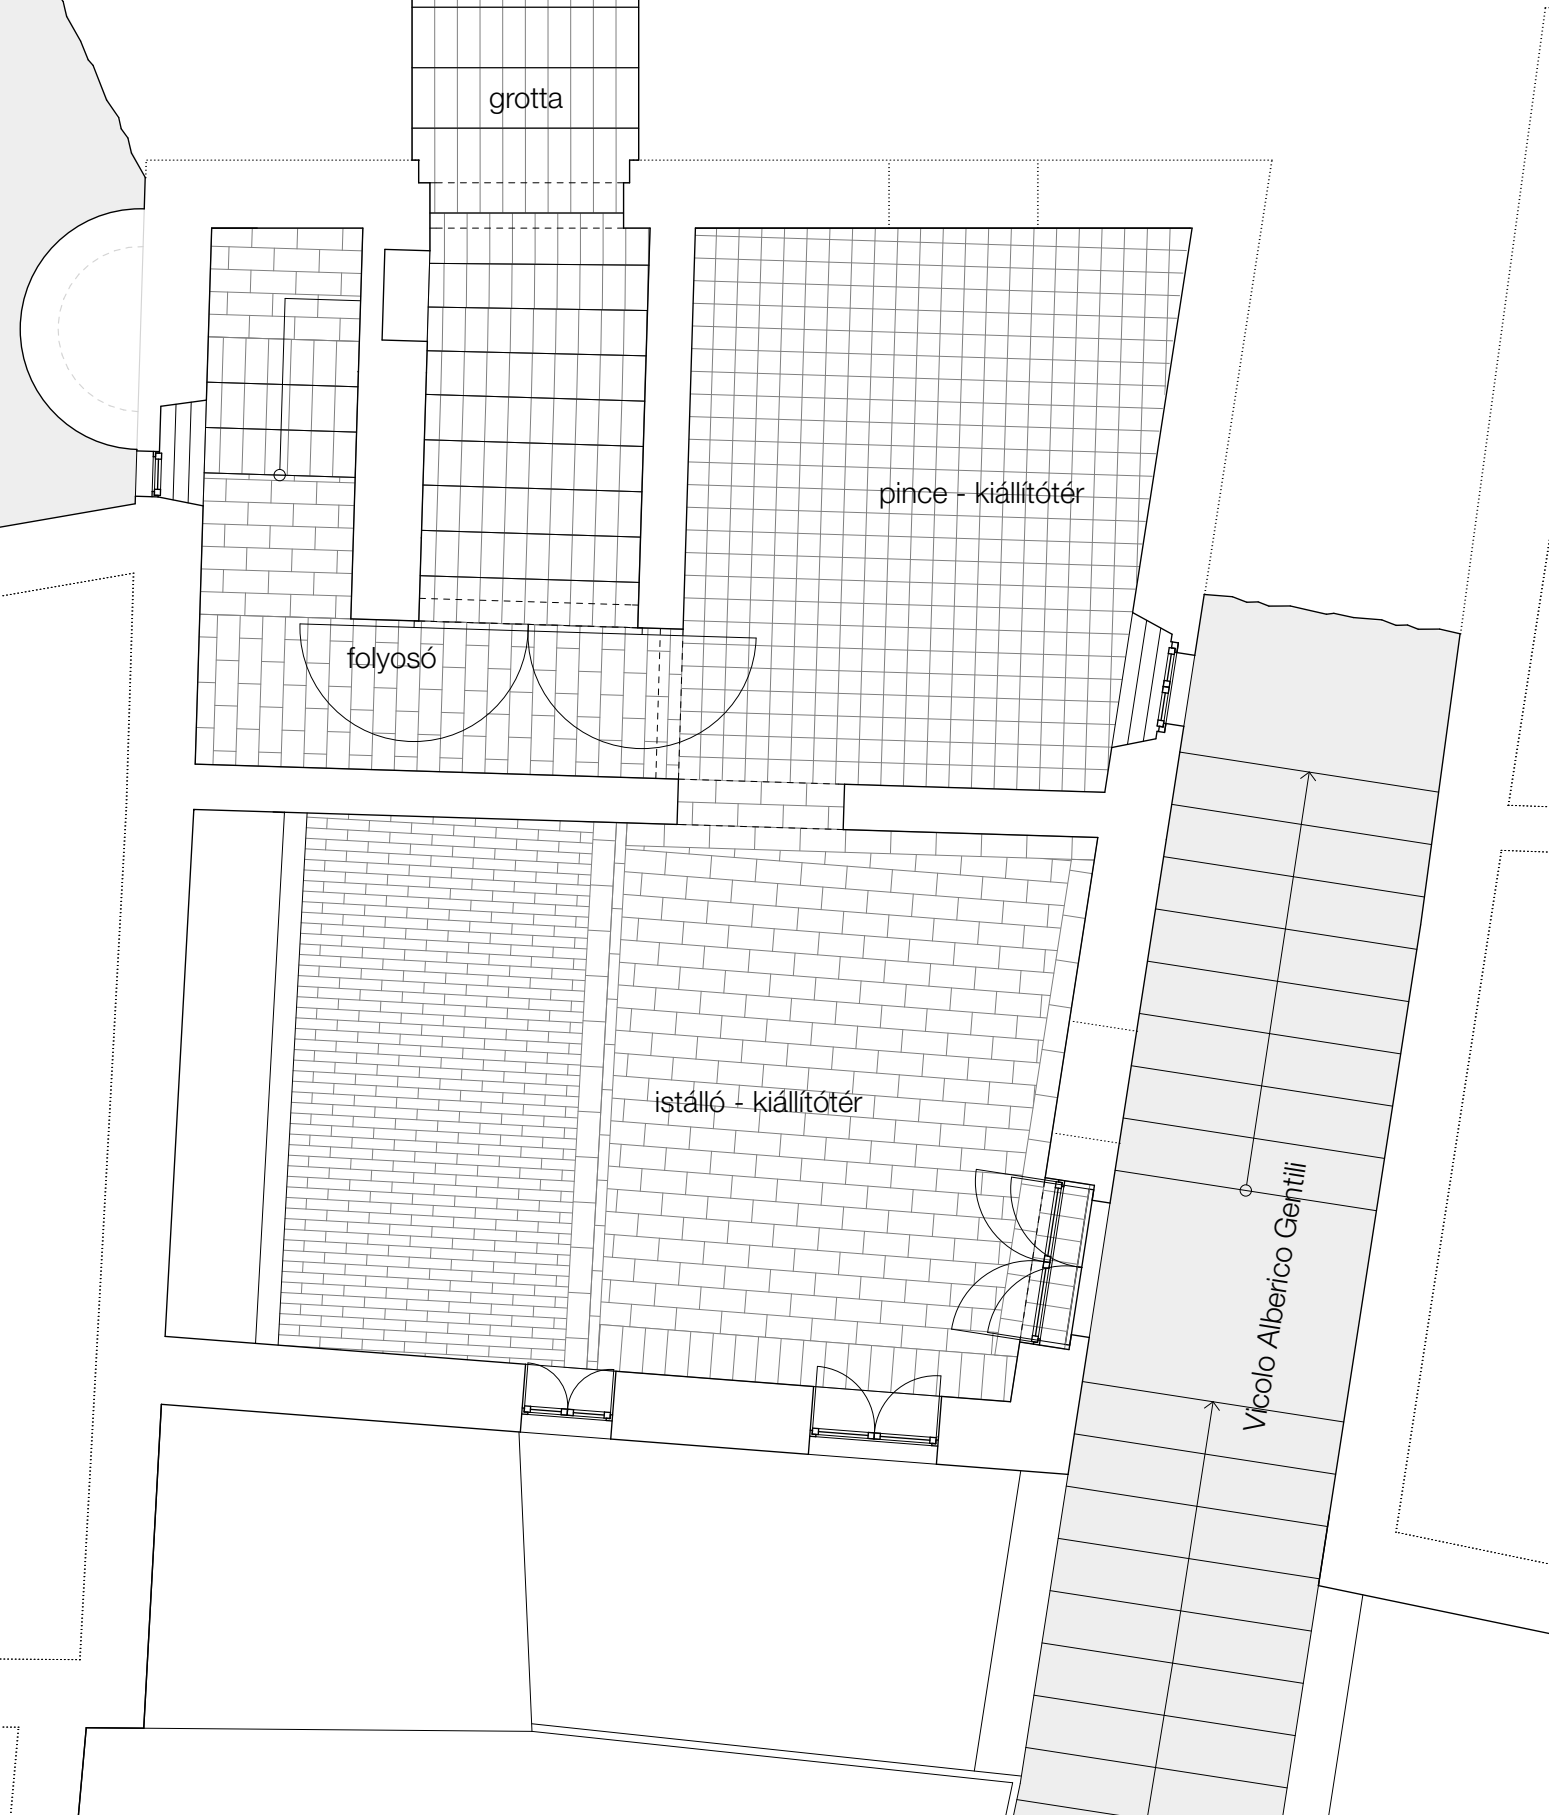 grotta
pince - kiállítótér
folyosó
istálló - kiállítótér
Vicolo Alberico Gentili